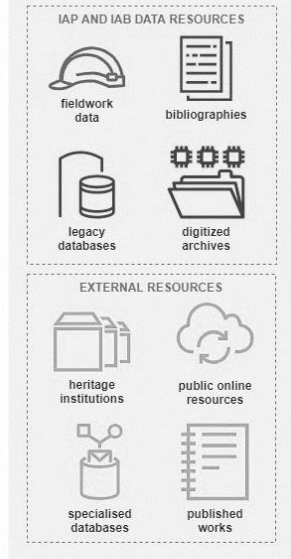 IAP AND IAB DATA RESOURCES
fieldwork
data
bibliographies
legacy
databases
digitized
archives
EXTERNAL RESOURCES
heritage
institutions
public online
resources
specialised
databases
published
works